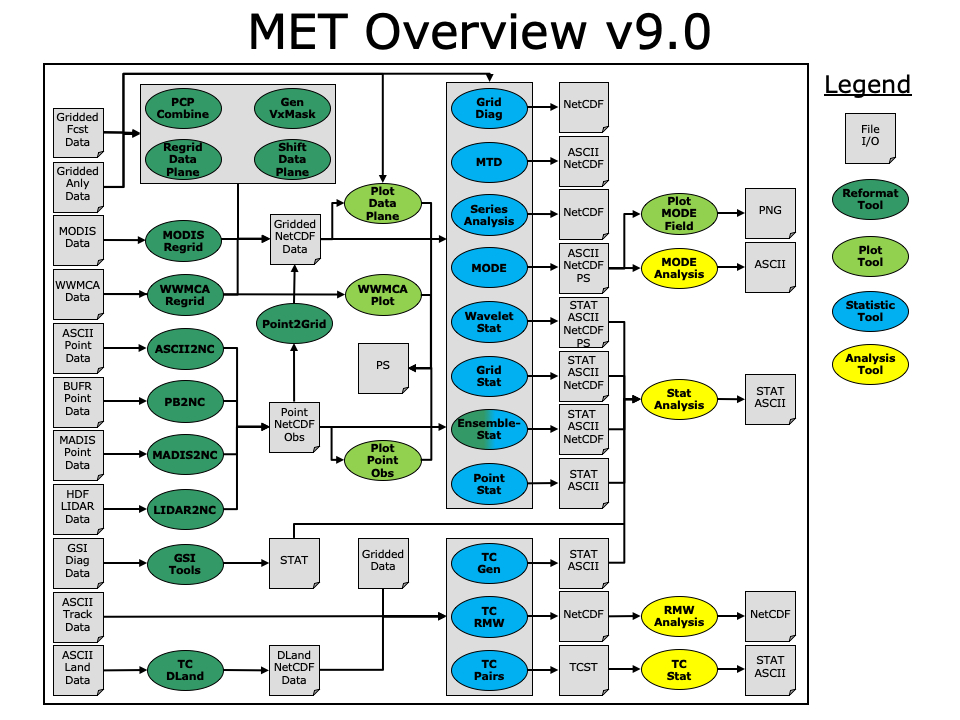 MET Overview v9.0
Legend
File
I/O
Reformat
Tool
Plot
Tool
Statistic
Tool
Analysis
Tool
Gridded
Fcst
Data
Gridded
Anly
Data
MODIS
Data
WWMCA
Data
ASCII
Point
Data
BUFR
Point
Data
MADIS
Point
Data
HDF
LIDAR
Data
GSI
Diag
Data
ASCII
Track
Data
ASCII
Land
Data
PCP
Combine
Gen
VxMask
Regrid
Data
Plane
Shift
Data
Plane
MODIS
Regrid
WWMCA
Regrid
ASCII2NC
PB2NC
MADIS2NC
LIDAR2NC
GSI
Tools
TC
DLand
Gridded
NetCDF
Data
Point2Grid
Point
NetCDF
Obs
STAT
DLand
NetCDF
Data
Plot
Data
Plane
WWMCA
Plot
PS
Plot
Point
Obs
Gridded
Data
Grid
Diag
MTD
Series
Analysis
MODE
Wavelet
Stat
Grid
Stat
Ensemble-
Stat
Point
Stat
TC
Gen
TC
RMW
TC
Pairs
NetCDF
ASCII
NetCDF
NetCDF
ASCII
NetCDF
PS
STAT
ASCII
NetCDF
PS
STAT
ASCII
NetCDF
STAT
ASCII
NetCDF
STAT
ASCII
STAT
ASCII
NetCDF
TCST
Plot
MODE
Field
MODE
Analysis
Stat
Analysis
RMW
Analysis
TC
Stat
PNG
ASCII
STAT
ASCII
NetCDF
STAT
ASCII